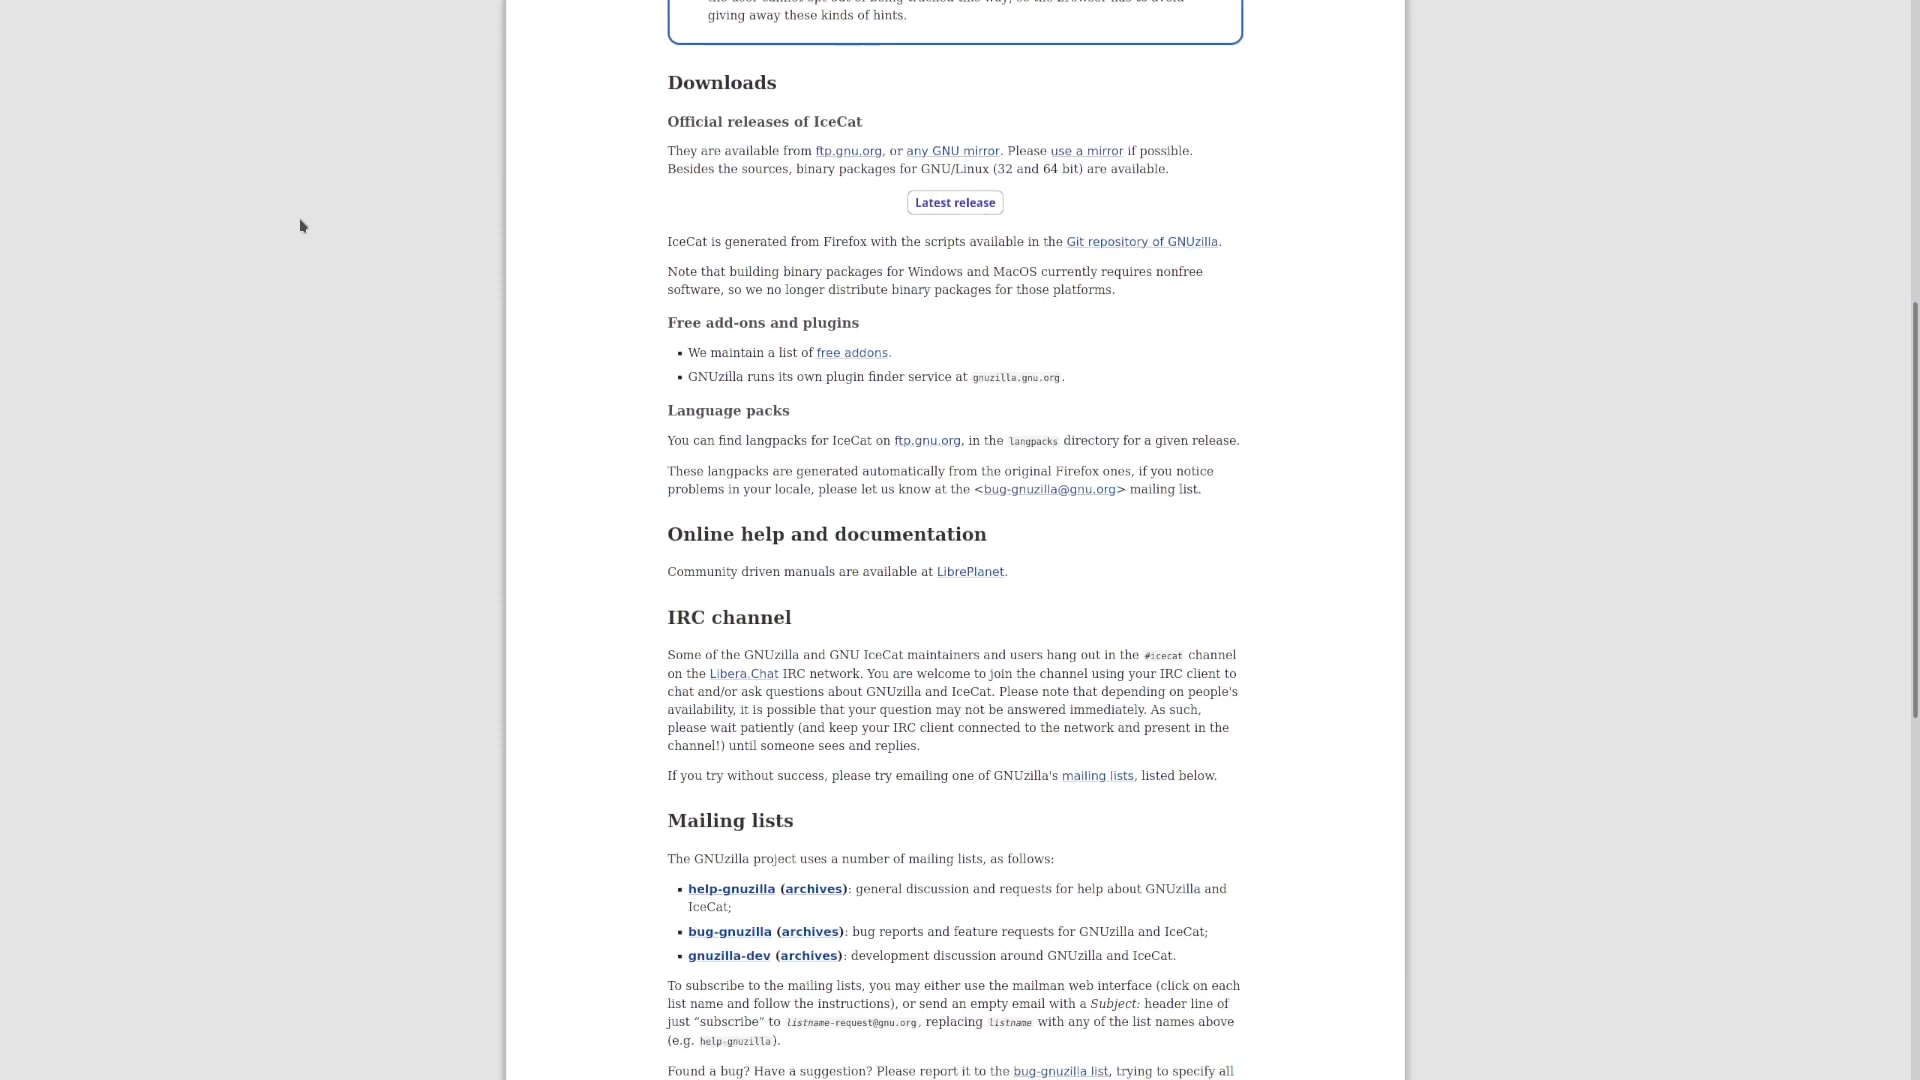 giving away these kinds of hints.
Downloads
Official releases of IceCat
They are available from ftp.gnu.org, or any GNU mirror. Please use a mirror if possible.
Besides the sources, binary packages for GNU/Linux (32 and 64 bit) are available.
Latest release
IceCat is generated from Firefox with the scripts available in the Git repository of GNUzilla.
Note that building binary packages for Windows and MacOS currently requires nonfree
software, so we no longer distribute binary packages for those platforms.
Free add-ons and plugins
▪ We maintain a list of free addons.
▪ GNUzilla runs its own plugin finder service at gnuzilla.gnu.org.
Language packs
You can find langpacks for IceCat on ftp.gnu.org, in the langpacks directory for a given release.
These langpacks are generated automatically from the original Firefox ones, if you notice
problems in your locale, please let us know at the <bug-gnuzilla@gnu.org> mailing list.
Online help and documentation
Community driven manuals are available at LibrePlanet.
IRC channel
Some of the GNUzilla and GNU IceCat maintainers and users hang out in the #icecat channel
on the Libera.Chat IRC network. You are welcome to join the channel using your IRC client to
chat and/or ask questions about GNUzilla and IceCat. Please note that depending on people's
availability, it is possible that your question may not be answered immediately. As such,
please wait patiently (and keep your IRC client connected to the network and present in the
channel!) until someone sees and replies.
If you try without success, please try emailing one of GNUzilla's mailing lists, listed below.
Mailing lists
The GNUzilla project uses a number of mailing lists, as follows:
▪ help-gnuzilla (archives): general discussion and requests for help about GNUzilla and
IceCat;
▪ bug-gnuzilla (archives): bug reports and feature requests for GNUzilla and IceCat;
▪ gnuzilla-dev (archives): development discussion around GNUzilla and IceCat.
To subscribe to the mailing lists, you may either use the mailman web interface (click on each
list name and follow the instructions), or send an empty email with a Subject: header line of
just “subscribe” to listname-request@gnu.org, replacing listname with any of the list names above
(e.g. help-gnuzilla).
Found a bug? Have a suggestion? Please report it to the bug-gnuzilla list, trying to specify all